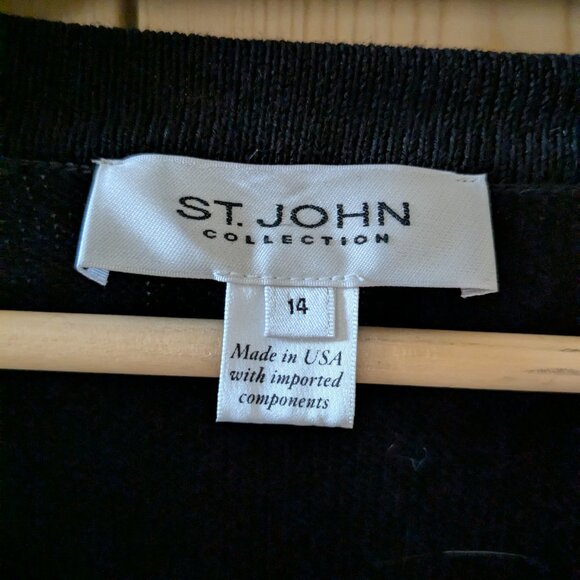 ST. JOHN
COLLECTION
14
Made in USA
with imported
components